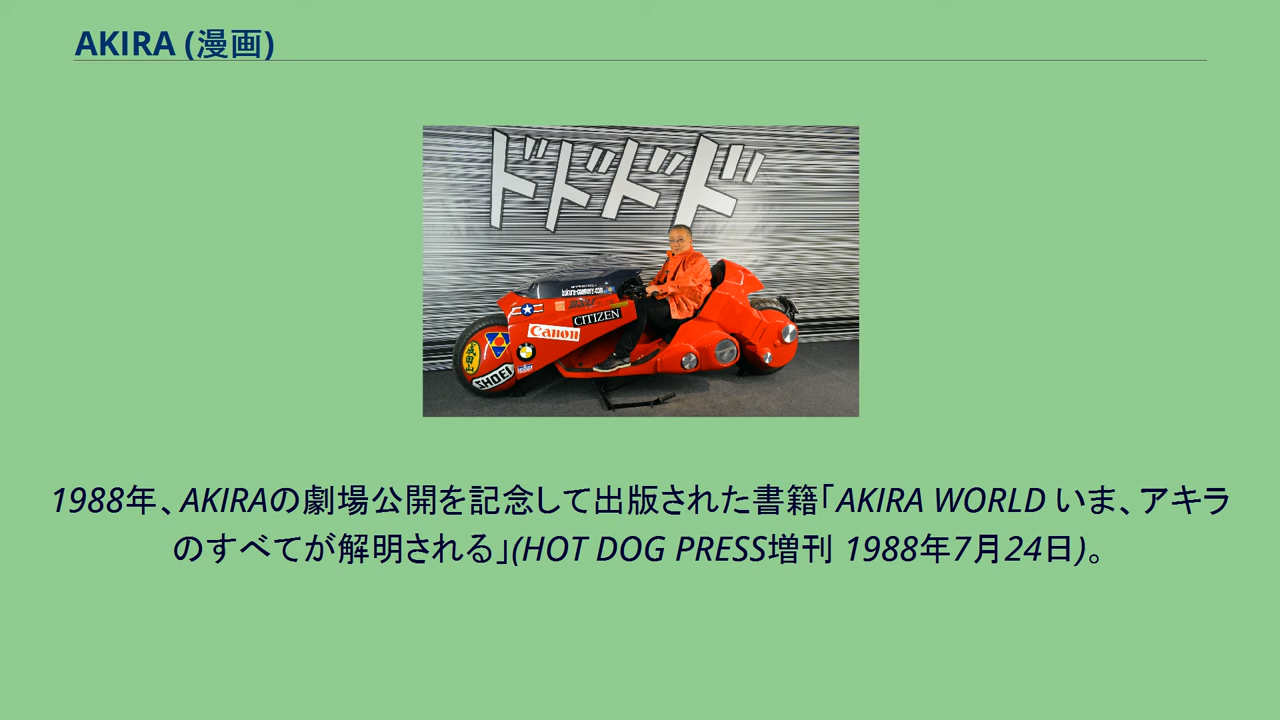 AKIRA (漫画)
ドドドド
CITIZEN
Canon
成田山
SHOEI
1988年、AKIRAの劇場公開を記念して出版された書籍「AKIRA WORLD いま、アキラ
のすべてが解明される」(HOT DOG PRESS増刊 1988年7月24日)。